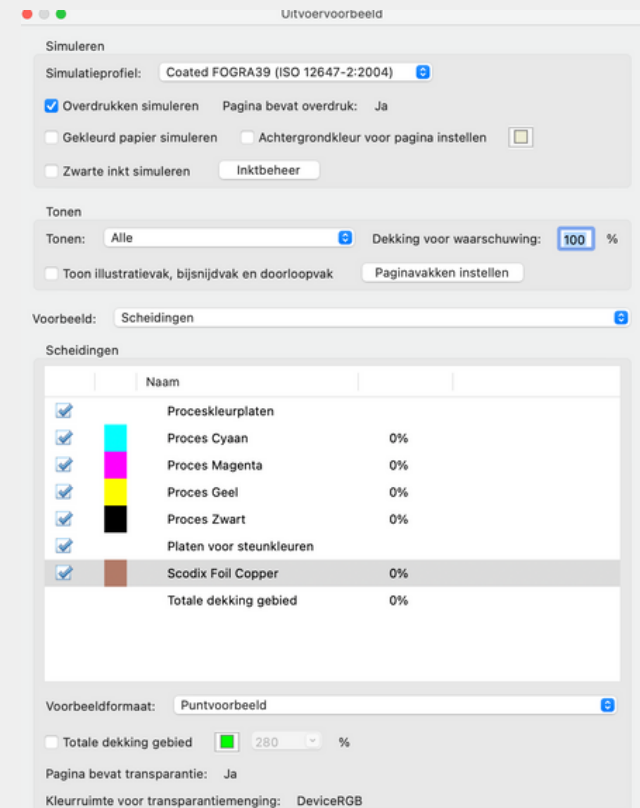 Uitvoervoorbeeld
Simuleren
Simulatieprofiel: Coated FOGRA39 (ISO 12647-2:2004)
Overdrukken simuleren Pagina bevat overdruk: Ja
Gekleurd papier simuleren Achtergrondkleur voor pagina instellen
Zwarte inkt simuleren Inktbeheer
Tonen
Tonen: Alle Dekking voor waarschuwing: 100 %
Toon illustratievak, bijsnijdvak en doorloopvak Paginavakken instellen
Voorbeeld: Scheidingen
Scheidingen
Naam
Proceskleurplaten
Proces Cyaan 0%
Proces Magenta 0%
Proces Geel 0%
Proces Zwart 0%
Platen voor steunkleuren
Scodix Foil Copper 0%
Totale dekking gebied 0%
Voorbeeldformaat: Puntvoorbeeld
Totale dekking gebied 280 %
Pagina bevat transparantie: Ja
Kleurruimte voor transparantiemenging: DeviceRGB